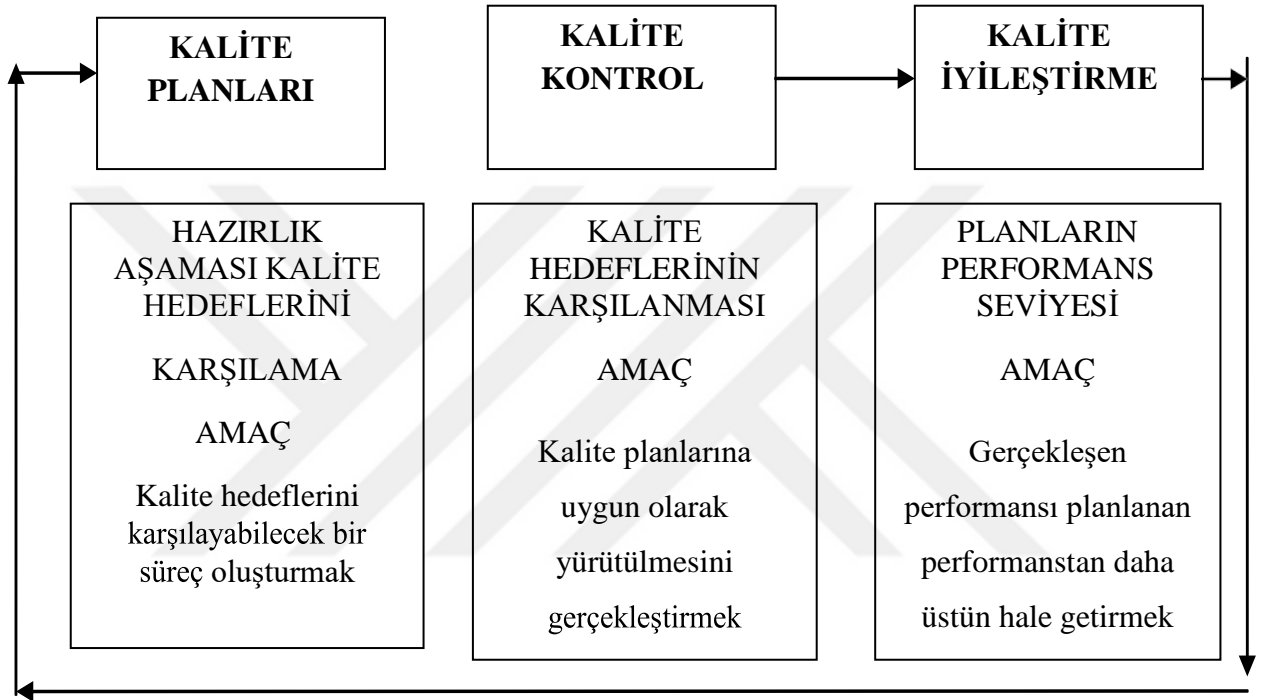 KALİTE
PLANLARI
KALİTE
KONTROL
KALİTE
İYİLEŞTİRME
HAZIRLIK
AŞAMASI KALİTE
HEDEFLERİNİ
KARŞILAMA
AMAÇ
Kalite hedeflerini
karşılayabilecek bir
süreç oluşturmak
KALİTE
HEDEFLERİNİN
KARŞILANMASI
AMAÇ
Kalite planlarına
uygun olarak
yürütülmesini
gerçekleştirmek
PLANLARIN
PERFORMANS
SEVİYESİ
AMAÇ
Gerçekleşen
performansı planlanan
performanstan daha
üstün hale getirmek